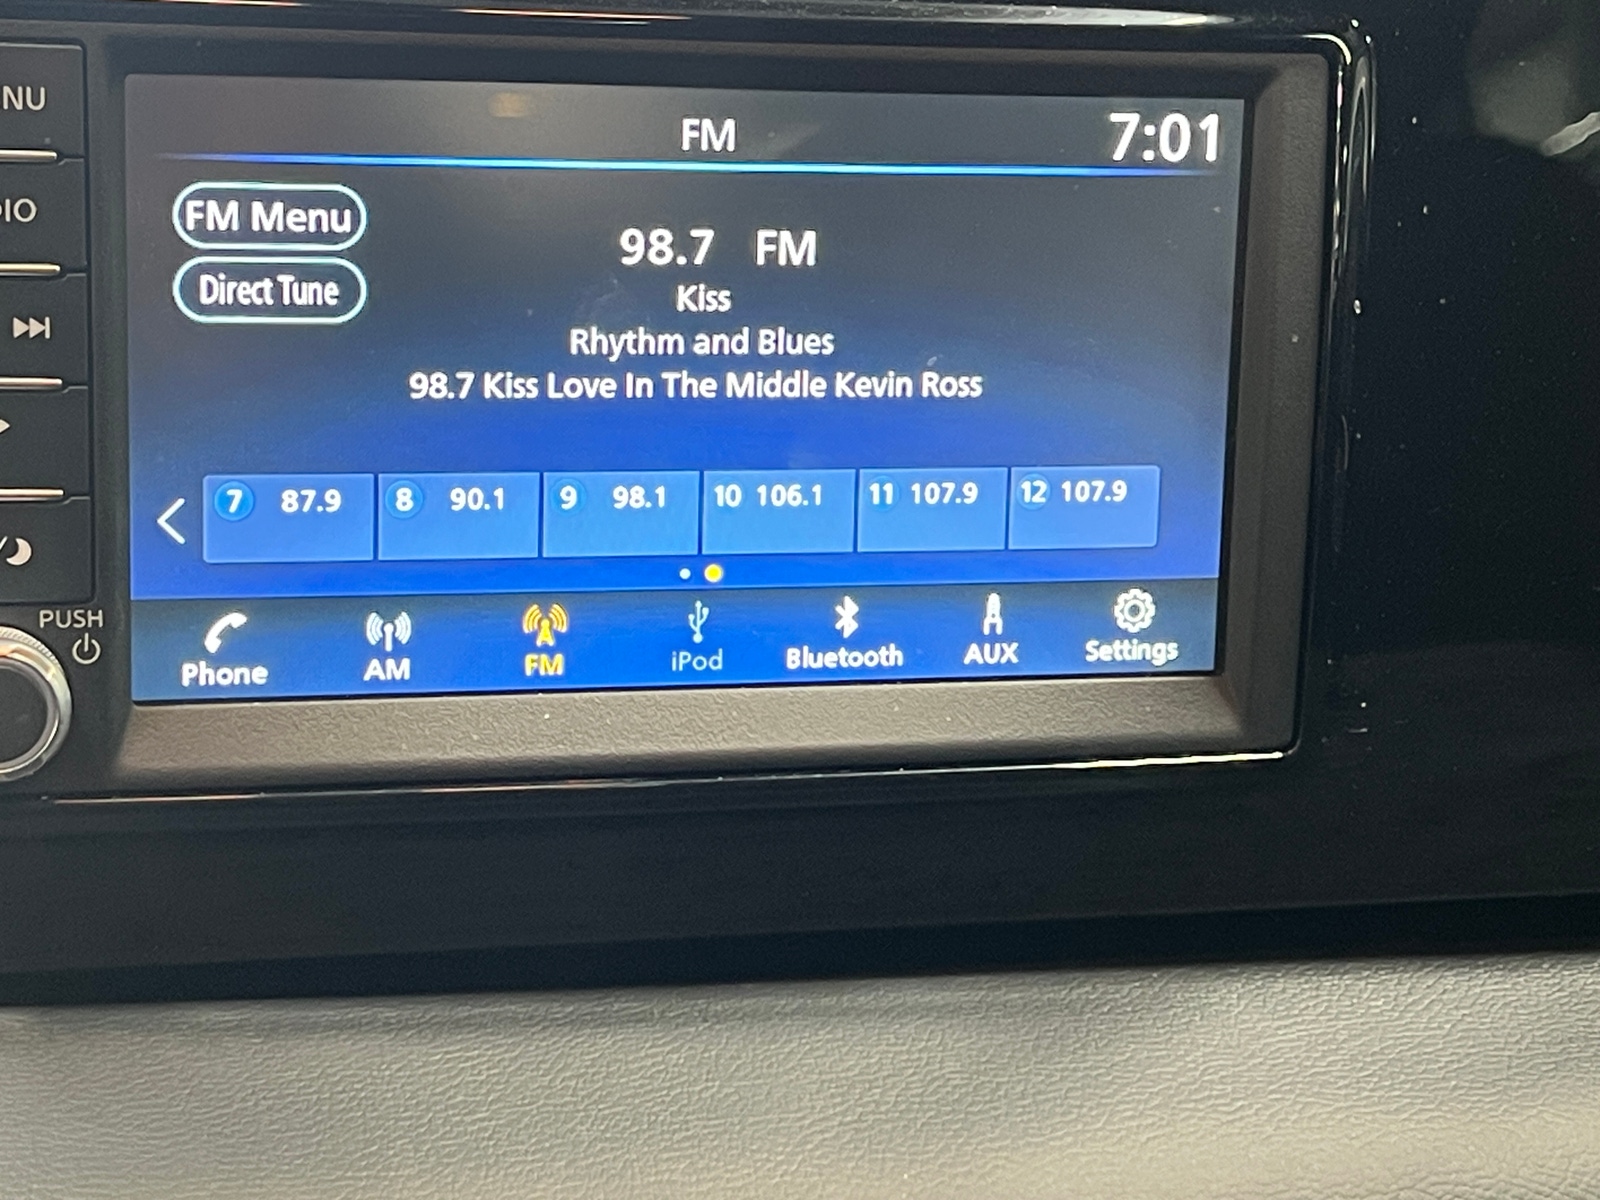 NU
FM 7:01
FM Menu
98.7 FM
IO
Direct Tune
Kiss
Rhythm and Blues
98.7 Kiss Love In The Middle Kevin Ross
7 87.9 8 90.1 9 98.1 10 106.1 11 107.9 12 107.9
PUSH
Phone AM FM iPod Bluetooth AUX Settings